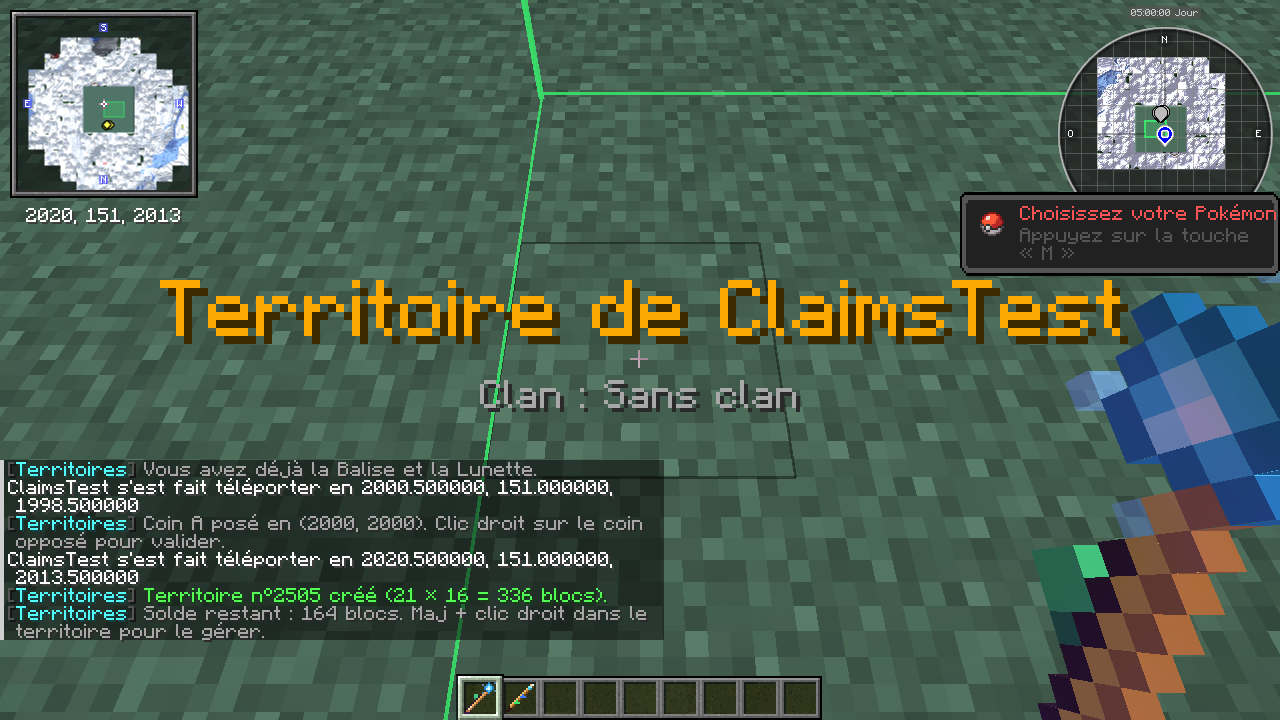 S
E
W
N
2020, 151, 2013
05:00:00 Jour
N
O
E
Choisissez votre Pokémon
Appuyez sur la touche
« M »
Territoire de ClaimsTest
Clan : Sans clan
[Territoires] Vous avez déjà la Balise et la Lunette.
ClaimsTest s'est fait téléporter en 2000.500000, 151.000000,
1998.500000
[Territoires] Coin A posé en (2000, 2000). Clic droit sur le coin
opposé pour valider.
ClaimsTest s'est fait téléporter en 2020.500000, 151.000000,
2013.500000
[Territoires] Territoire n°2505 créé (21 × 16 = 336 blocs).
[Territoires] Solde restant : 164 blocs. Maj + clic droit dans le
territoire pour le gérer.